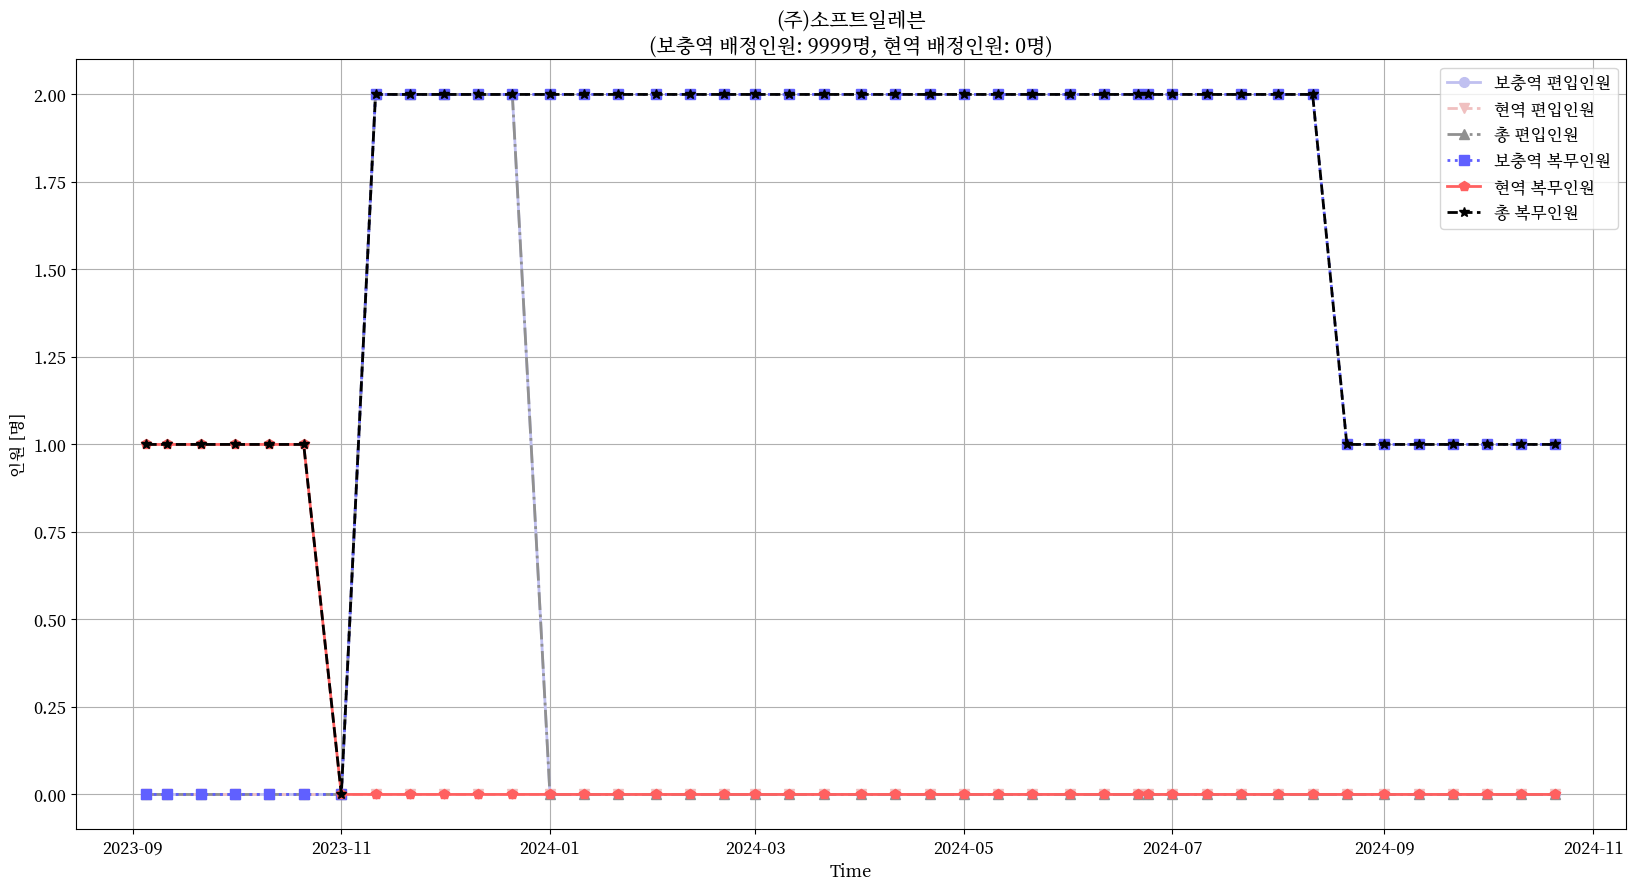 (주)소프트일레븐
(보충역 배정인원: 9999명, 현역 배정인원: 0명)
보충역 편입인원
현역 편입인원
총 편입인원
보충역 복무인원
현역 복무인원
총 복무인원
인원 [명]
2.00
1.75
1.50
1.25
1.00
0.75
0.50
0.25
0.00
2023-09 2023-11 2024-01 2024-03 2024-05 2024-07 2024-09 2024-11
Time